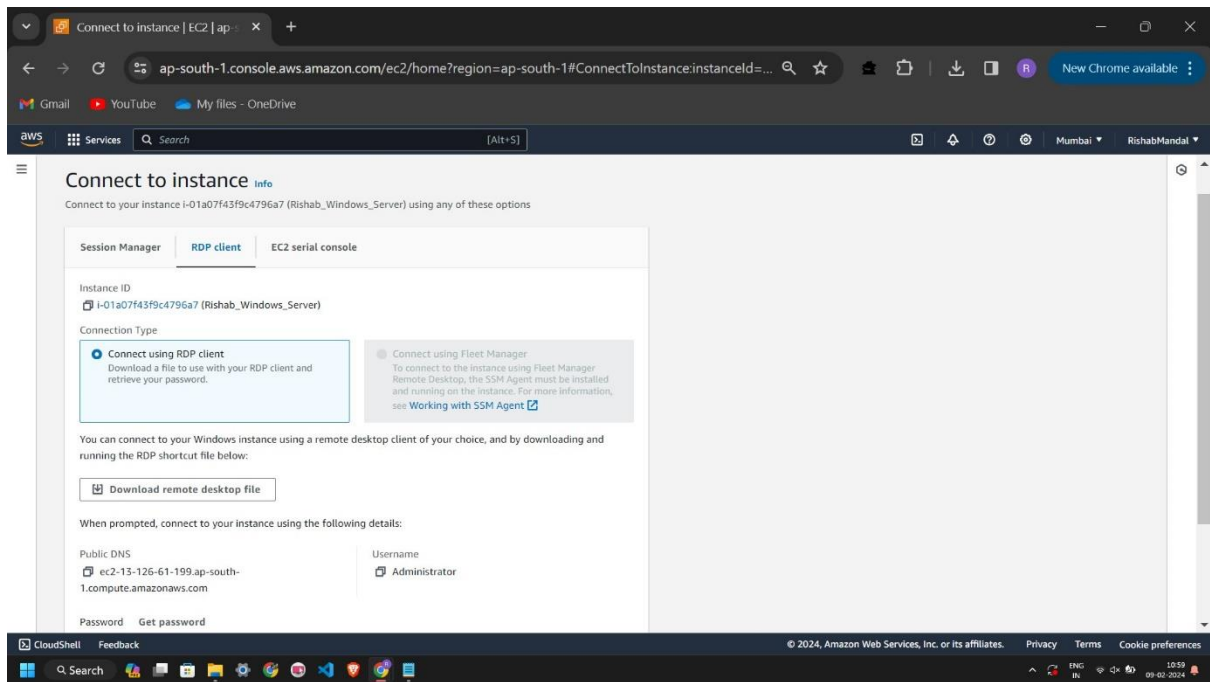 Connect to instance | EC2 | ap-s
ap-south-1.console.aws.amazon.com/ec2/home?region=ap-south-1#ConnectToInstance:instanceId=...
R
New Chrome available
Gmail
YouTube
My files - OneDrive
aws
Services
Search
[Alt+S]
Mumbai
RishabMandal
Connect to instance Info
Connect to your instance i-01a07f43f9c4796a7 (Rishab_Windows_Server) using any of these options
Session Manager
RDP client
EC2 serial console
Instance ID
i-01a07f43f9c4796a7 (Rishab_Windows_Server)
Connection Type
Connect using RDP client
Download a file to use with your RDP client and
retrieve your password.
Connect using Fleet Manager
To connect to the instance using Fleet Manager
Remote Desktop, the SSM Agent must be installed
and running on the instance. For more information,
see Working with SSM Agent
You can connect to your Windows instance using a remote desktop client of your choice, and by downloading and
running the RDP shortcut file below:
Download remote desktop file
When prompted, connect to your instance using the following details:
Public DNS
ec2-13-126-61-199.ap-south-
1.compute.amazonaws.com
Username
Administrator
Password Get password
CloudShell
Feedback
© 2024, Amazon Web Services, Inc. or its affiliates.
Privacy
Terms
Cookie preferences
Search
ENG
IN
10:59
09-02-2024